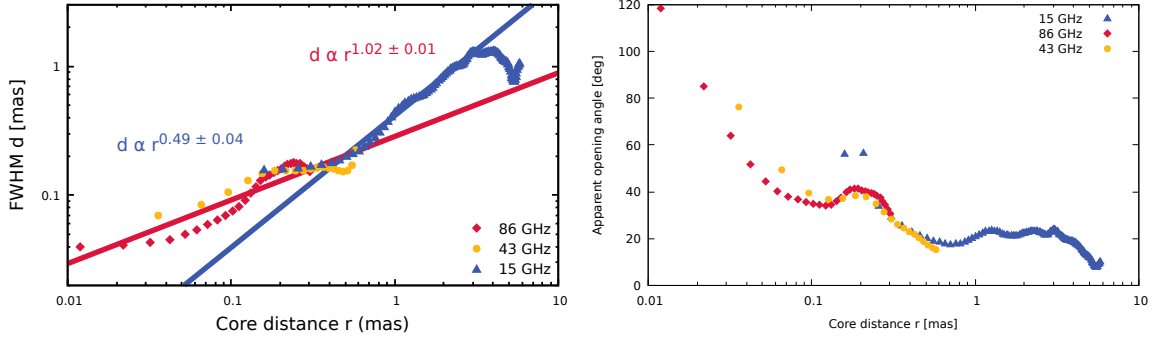 d α r^1.02 ± 0.01
d α r^0.49 ± 0.04
FWHM d [mas]
1
0.1
86 GHz
43 GHz
15 GHz
0.01
0.1
1
10
Core distance r (mas)
15 GHz
86 GHz
43 GHz
Apparent opening angle [deg]
120
100
80
60
40
20
0
0.01
0.1
1
10
Core distance r [mas]